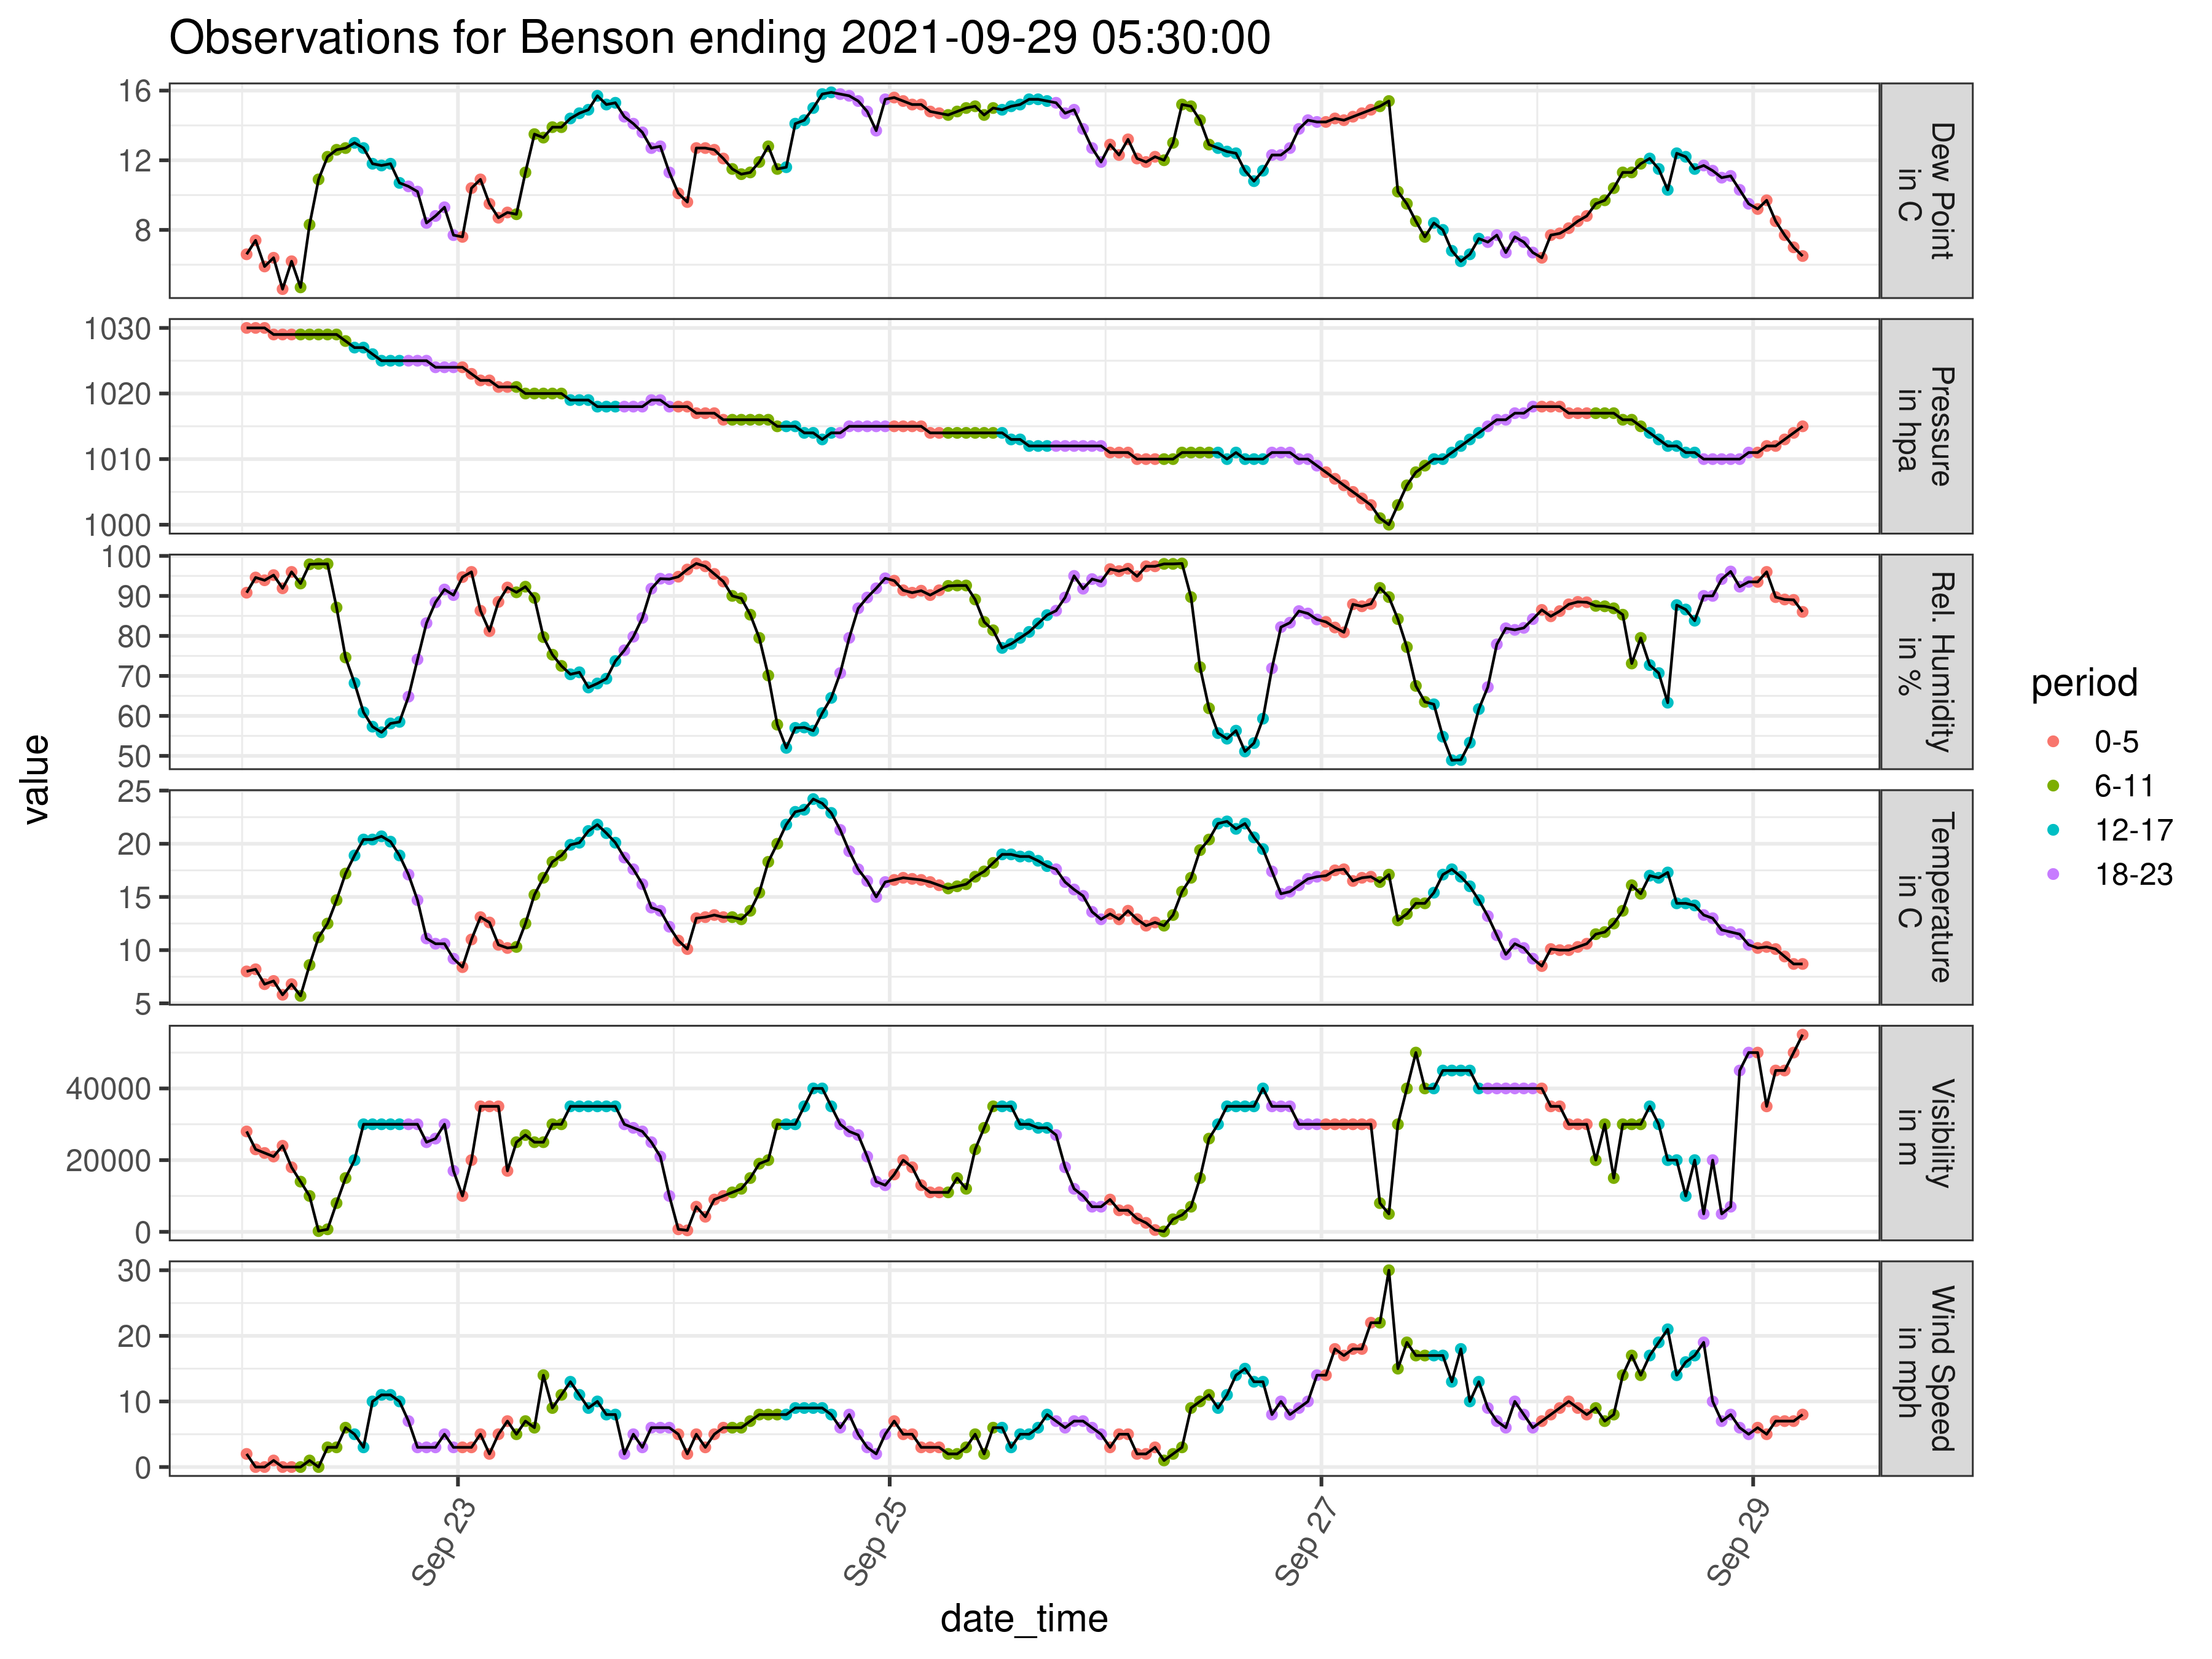 Observations for Benson ending 2021-09-29 05:30:00
value
16
12
8
Dew Point
in C
1030
1020
1010
1000
Pressure
in hpa
100
90
80
70
60
50
Rel. Humidity
in %
25
20
15
10
5
Temperature
in C
40000
20000
0
Visibility
in m
30
20
10
0
Wind Speed
in mph
Sep 23
Sep 25
Sep 27
Sep 29
date_time
period
0-5
6-11
12-17
18-23